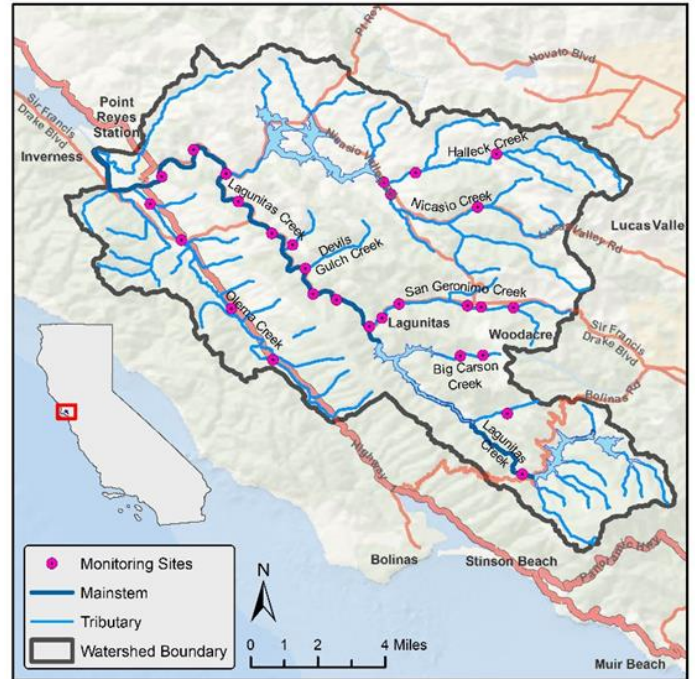 Pt Rey
Novato Blvd
Point
Reyes
Station
Sir Francis
Drake Blvd
Inverness
Nicasio Valley
Halleck Creek
Lagunitas Creek
Nicasio Creek
Lucas Valley Rd
Lucas Valle
Devils
Gulch Creek
San Geronimo Creek
Olema Creek
Lagunitas
Woodacre
Sir Francis
Drake Blvd
Big Carson
Creek
Bolinas Rd
Lagunitas
Creek
Highway
Bolinas
Stinson Beach
Panoramic Hwy
Muir Beach
Monitoring Sites
Mainstem
Tributary
Watershed Boundary
N
0 1 2 4 Miles